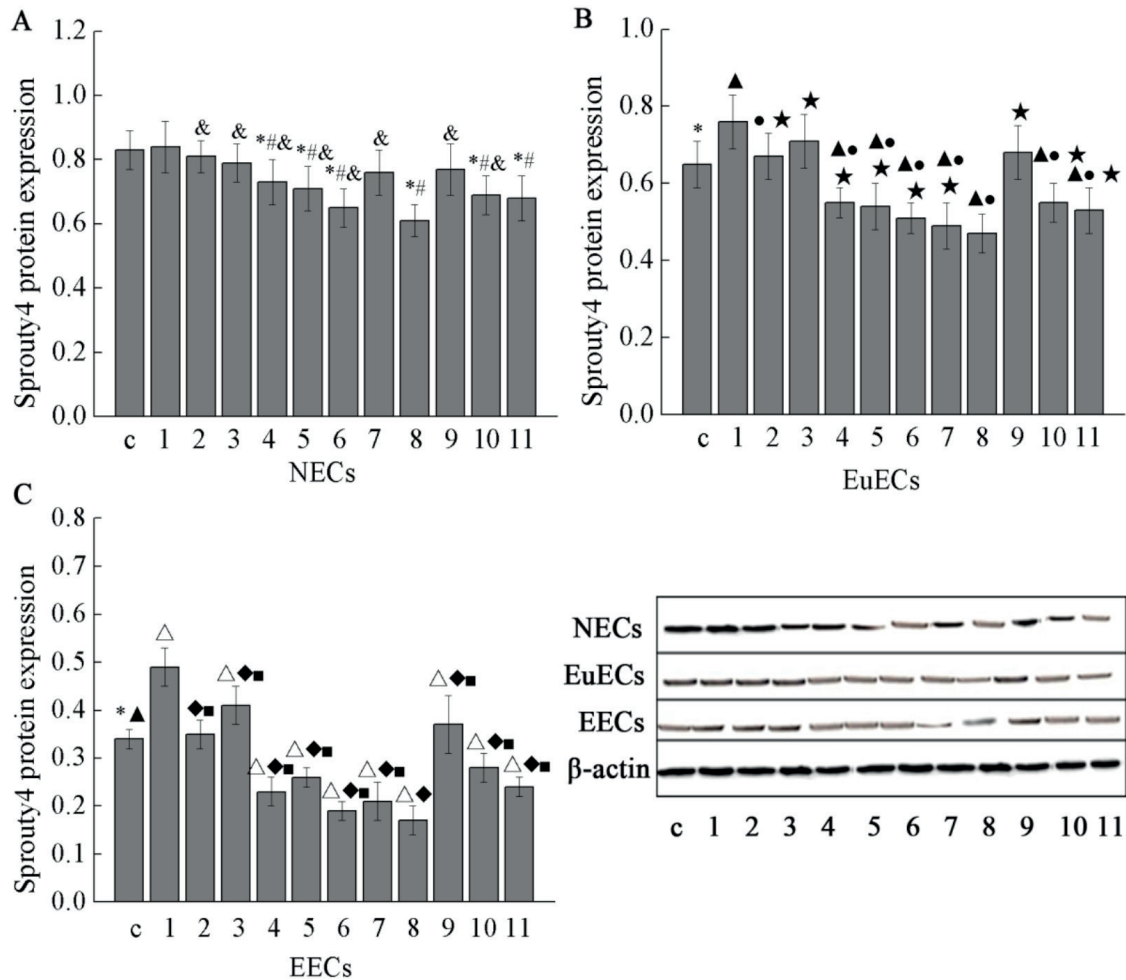 A
Sprouty4 protein expression
1.2
1.0
0.8
0.6
0.4
0.2
0.0
& & *#& *#& *#& & *# & *#& *#
c 1 2 3 4 5 6 7 8 9 10 11
NECs
B
Sprouty4 protein expression
1.0
0.8
0.6
0.4
0.2
0.0
* ▲ ●★ ★ ▲●★ ▲●★ ▲●★ ▲●★ ▲● ★ ▲●★ ▲●★
c 1 2 3 4 5 6 7 8 9 10 11
EuECs
C
Sprouty4 protein expression
0.8
0.7
0.6
0.5
0.4
0.3
0.2
0.1
0.0
*▲ △ ◆■ △◆■ △◆■ △◆■ △◆■ △◆■ △◆ △◆■ △◆■ △◆■
c 1 2 3 4 5 6 7 8 9 10 11
EECs
NECs
EuECs
EECs
β-actin
c 1 2 3 4 5 6 7 8 9 10 11